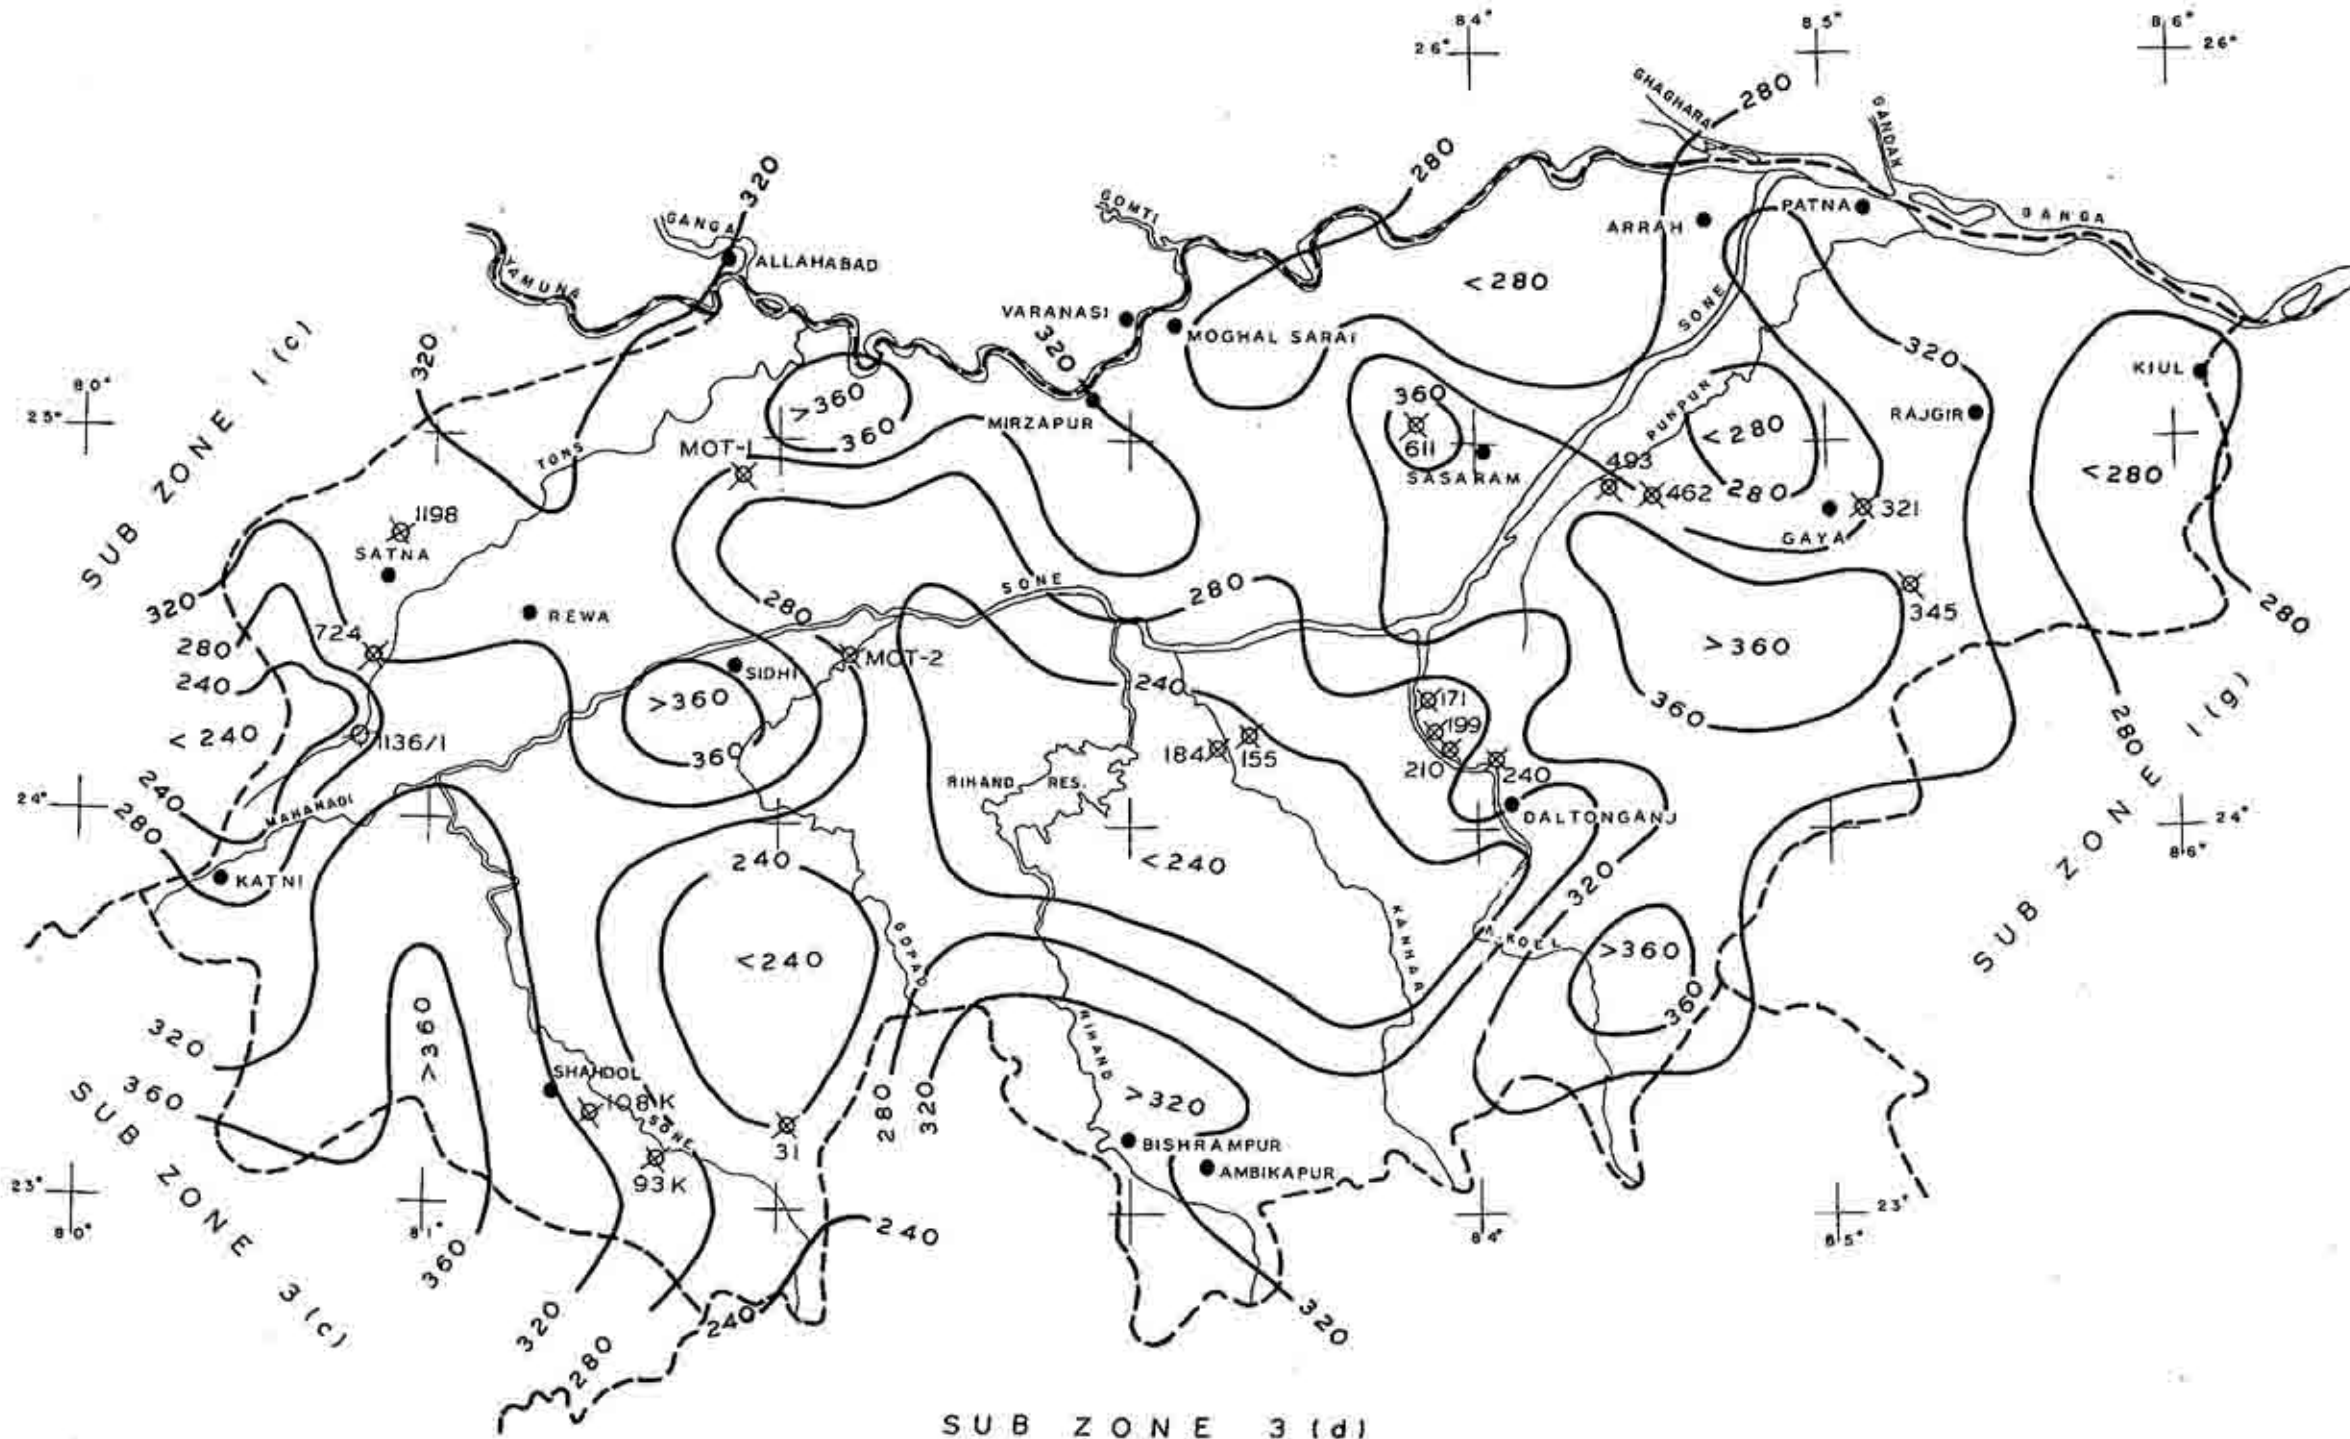 84°
85°
86°
26°
26°
GHAGHARA
280
GANDAK
280
320
GANGA
GOMTI
PATNA
GANGA
ARRAH
ALLAHABAD
YAMUNA
<280
SUB ZONE 1(c)
VARANASI
320
MOGHAL SARAI
SONE
320
320
KIUL
80°
25°
>360
360
360
611
SASARAM
PUNPUN
<280
RAJGIR
MIRZAPUR
MOT-1
TONS
493
462
280
321
GAYA
<280
1198
SATNA
SONE
280
280
320
REWA
345
280
724
280
240
MOT-2
SIDHI
>360
360
240
>360
360
171
199
<240
1136/1
184
155
210
240
RIHAND RES.
280
SUB ZONE 1(g)
24°
240
280
MAHANADI
DALTONGANJ
24°
86°
240
<240
320
KATNI
<240
GOPAD
KANHAR
N. KOEL
>360
360
320
>360
360
SHAHDOL
108K
SONE
RIHAND
>320
280
320
31
93K
BISHRAMPUR
AMBIKAPUR
23°
80°
81°
84°
85°
23°
SUB ZONE 3(c)
360
240
320
240
320
280
SUB ZONE 3(d)